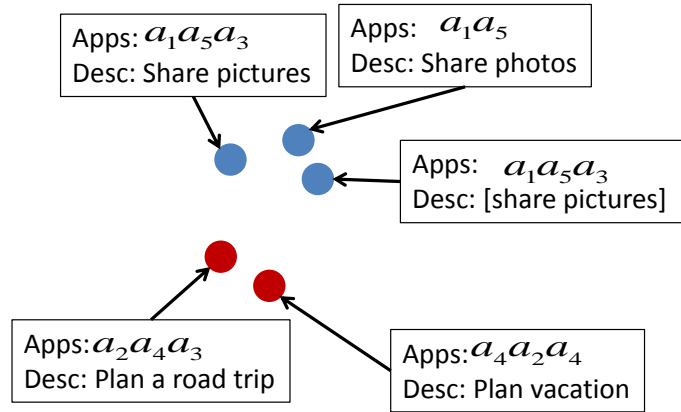 Apps: a₁a₅a₃
Desc: Share pictures
Apps: a₁a₅
Desc: Share photos
Apps: a₁a₅a₃
Desc: [share pictures]
Apps:a₂a₄a₃
Desc: Plan a road trip
Apps:a₄a₂a₄
Desc: Plan vacation